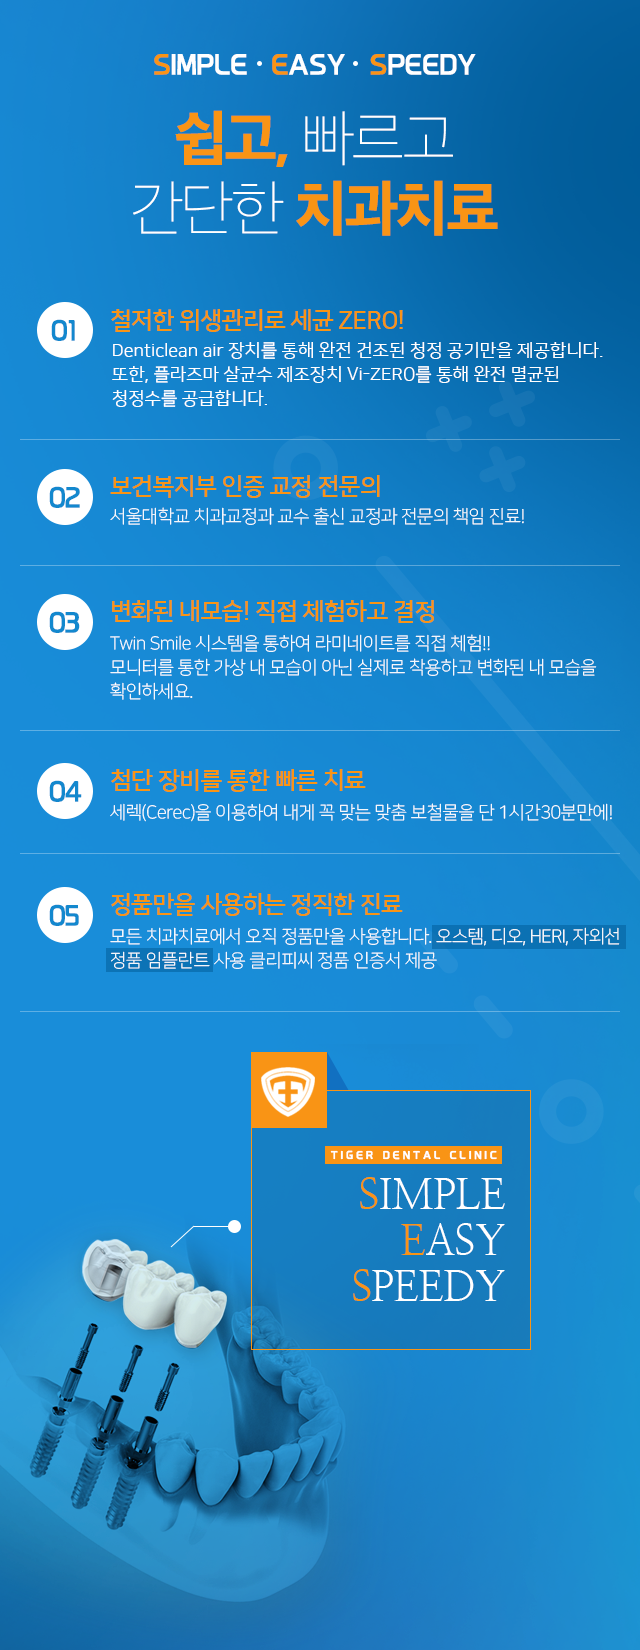 SIMPLE · EASY · SPEEDY
쉽고, 빠르고
간단한 치과치료
01
철저한 위생관리로 세균 ZERO!
Denticlean air 장치를 통해 완전 건조된 청정 공기만을 제공합니다.
또한, 플라즈마 살균수 제조장치 Vi-ZERO를 통해 완전 멸균된
청정수를 공급합니다.
02
보건복지부 인증 교정 전문의
서울대학교 치과교정과 교수 출신 교정과 전문의 책임 진료!
03
변화된 내모습! 직접 체험하고 결정
Twin Smile 시스템을 통하여 라미네이트를 직접 체험!!
모니터를 통한 가상 내 모습이 아닌 실제로 착용하고 변화된 내 모습을
확인하세요.
04
첨단 장비를 통한 빠른 치료
세렉(Cerec)을 이용하여 내게 꼭 맞는 맞춤 보철물을 단 1시간30분만에!
05
정품만을 사용하는 정직한 진료
모든 치과치료에서 오직 정품만을 사용합니다. 오스템, 디오, HERI, 자외선
정품 임플란트 사용 클리피씨 정품 인증서 제공
TIGER DENTAL CLINIC
SIMPLE
EASY
SPEEDY